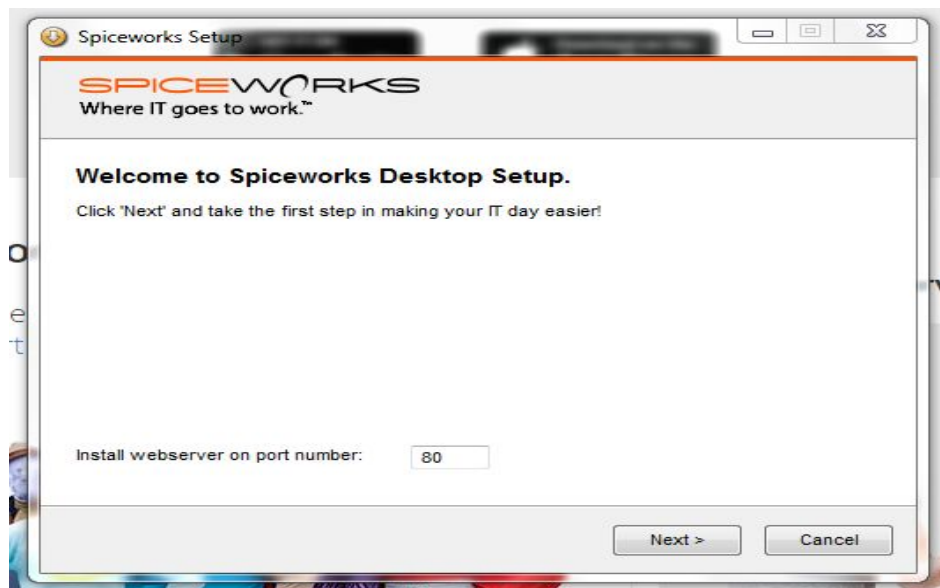 Spiceworks Setup
SPICEWORKS
Where IT goes to work.™
Welcome to Spiceworks Desktop Setup.
Click 'Next' and take the first step in making your IT day easier!
Install webserver on port number: 80
Next > Cancel